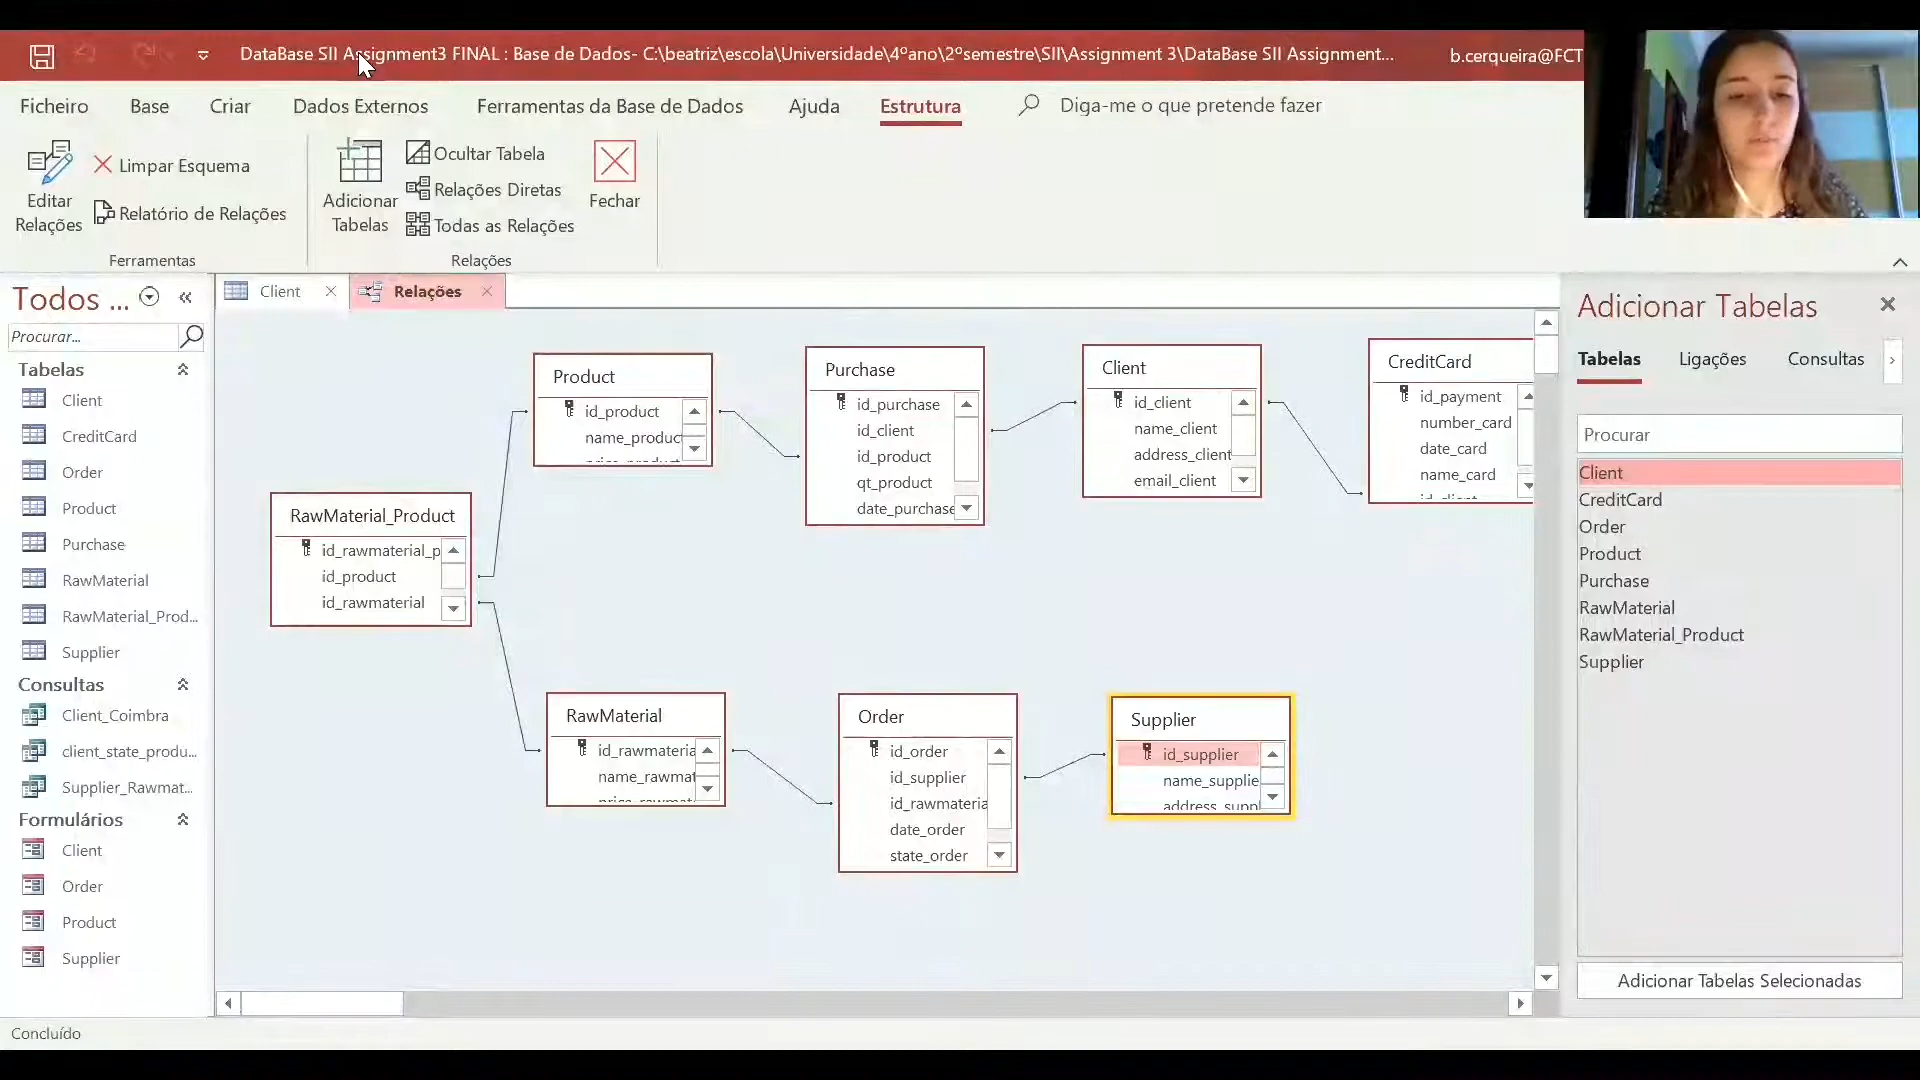 DataBase SII Assignment3 FINAL : Base de Dados- C:\beatriz\escola\Universidade\4ºano\2ºsemestre\SII\Assignment 3\DataBase SII Assignment...
b.cerqueira@FCT
Ficheiro
Base
Criar
Dados Externos
Ferramentas da Base de Dados
Ajuda
Estrutura
Diga-me o que pretende fazer
Editar
Relações
Limpar Esquema
Relatório de Relações
Ferramentas
Adicionar
Tabelas
Ocultar Tabela
Relações Diretas
Todas as Relações
Fechar
Relações
Todos ...
Procurar...
Tabelas
Client
CreditCard
Order
Product
Purchase
RawMaterial
RawMaterial_Prod...
Supplier
Consultas
Client_Coimbra
client_state_produ...
Supplier_Rawmat...
Formulários
Client
Order
Product
Supplier
Client
Relações
RawMaterial_Product
id_rawmaterial_p
id_product
id_rawmaterial
Product
id_product
name_produc
price_product
Purchase
id_purchase
id_client
id_product
qt_product
date_purchase
Client
id_client
name_client
address_client
email_client
CreditCard
id_payment
number_card
date_card
name_card
id_client
RawMaterial
id_rawmateria
name_rawmat
price_rawmat
Order
id_order
id_supplier
id_rawmateria
date_order
state_order
Supplier
id_supplier
name_supplie
address_suppl
Adicionar Tabelas
Tabelas
Ligações
Consultas
Procurar
Client
CreditCard
Order
Product
Purchase
RawMaterial
RawMaterial_Product
Supplier
Adicionar Tabelas Selecionadas
Concluído